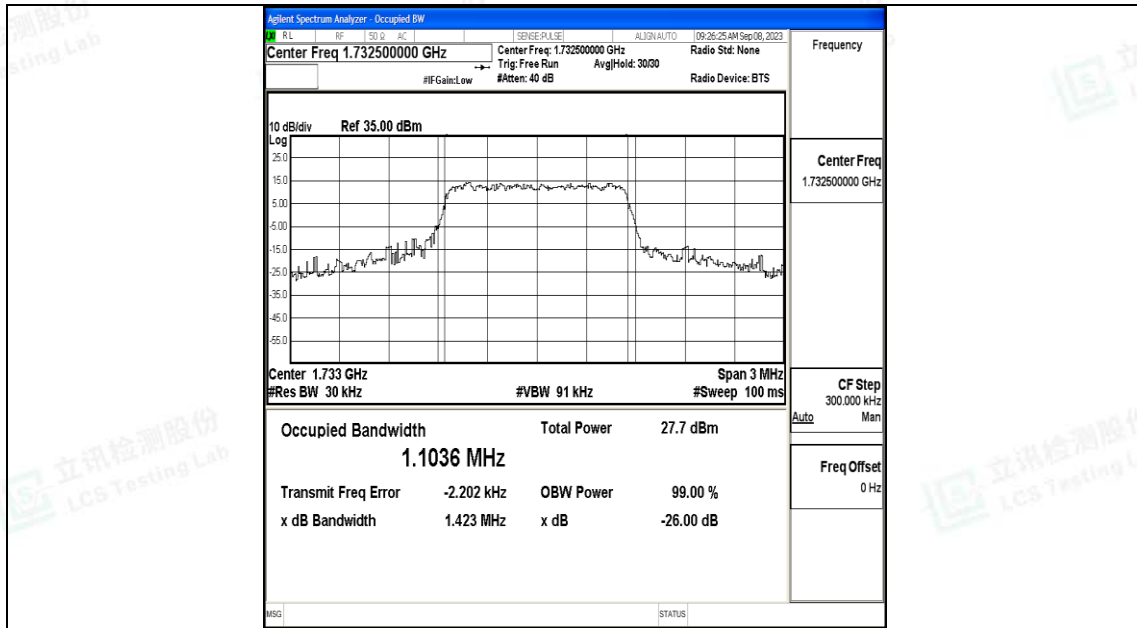 Agilent Spectrum Analyzer - Occupied BW
LXI RL RF 50 Ω AC SENSE:PULSE ALIGN AUTO 09:26:25 AM Sep 08, 2023
Center Freq 1.732500000 GHz
Center Freq: 1.732500000 GHz Radio Std: None
Trig: Free Run Avg|Hold: 30/30
#IFGain:Low #Atten: 40 dB Radio Device: BTS
10 dB/div Ref 35.00 dBm
Log
25.0
15.0
5.00
-5.00
-15.0
-25.0
-35.0
-45.0
-55.0
Center 1.733 GHz Span 3 MHz
#Res BW 30 kHz #VBW 91 kHz #Sweep 100 ms
Occupied Bandwidth Total Power 27.7 dBm
1.1036 MHz
Transmit Freq Error -2.202 kHz OBW Power 99.00 %
x dB Bandwidth 1.423 MHz x dB -26.00 dB
MSG STATUS
Frequency
Center Freq
1.732500000 GHz
CF Step
300.000 kHz
Auto Man
Freq Offset
0 Hz
立讯检测股份
LCS Testing Lab
立讯检测股份
LCS Testing